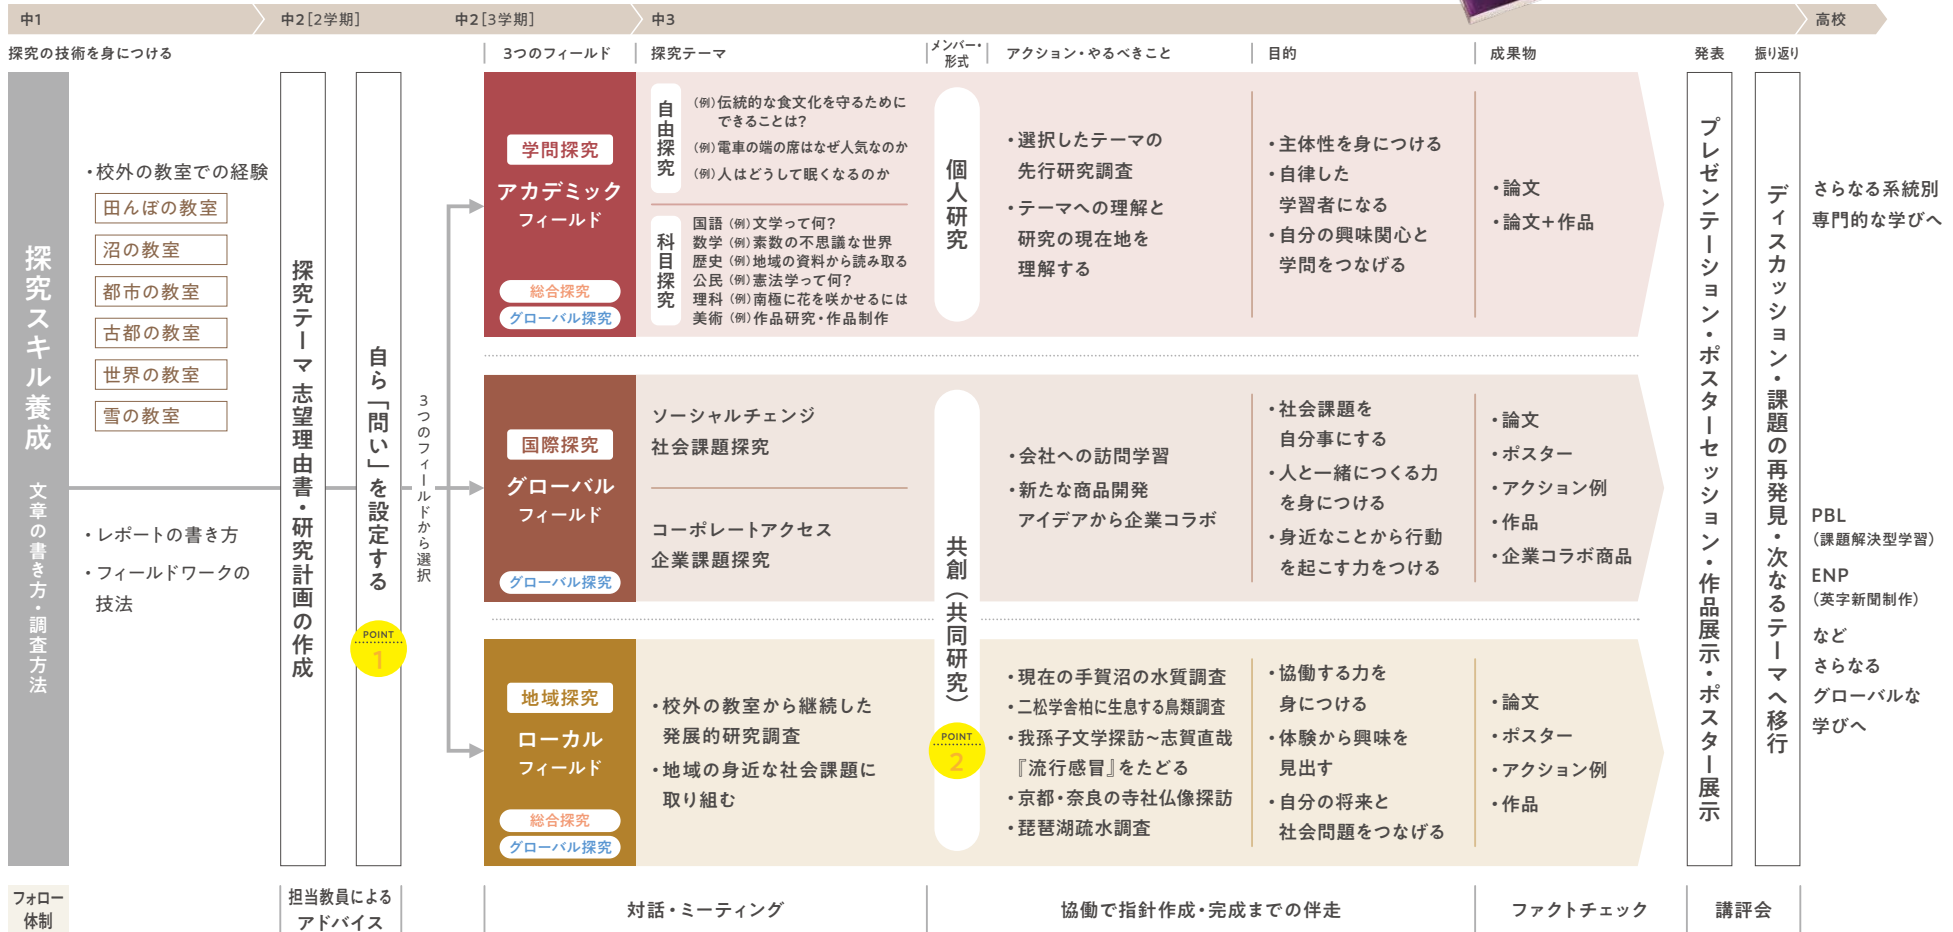 中1
中2[2学期]
中2[3学期]
中3
高校
探究の技術を身につける
3つのフィールド
探究テーマ
メンバー・
形式
アクション・やるべきこと
目的
成果物
発表
振り返り
探究スキル養成 文章の書き方・調査方法
・校外の教室での経験
田んぼの教室
沼の教室
都市の教室
古都の教室
世界の教室
雪の教室
・レポートの書き方
・フィールドワークの
技法
探究テーマ 志望理由書・研究計画の作成
自ら「問い」を設定する
POINT
1
3つのフィールドから選択
学問探究
アカデミック
フィールド
総合探究
グローバル探究
自由探究
(例)伝統的な食文化を守るために
できることは?
(例)電車の端の席はなぜ人気なのか
(例)人はどうして眠くなるのか
科目探究
国語(例)文学って何?
数学(例)素数の不思議な世界
歴史(例)地域の資料から読み取る
公民(例)憲法学って何?
理科(例)南極に花を咲かせるには
美術(例)作品研究・作品制作
個人研究
・選択したテーマの
先行研究調査
・テーマへの理解と
研究の現在地を
理解する
・主体性を身につける
・自律した
学習者になる
・自分の興味関心と
学問をつなげる
・論文
・論文+作品
国際探究
グローバル
フィールド
グローバル探究
ソーシャルチェンジ
社会課題探究
コーポレートアクセス
企業課題探究
共創(共同研究)
POINT
2
・会社への訪問学習
・新たな商品開発
アイデアから企業コラボ
・社会課題を
自分事にする
・人と一緒につくる力
を身につける
・身近なことから行動
を起こす力をつける
・論文
・ポスター
・アクション例
・作品
・企業コラボ商品
地域探究
ローカル
フィールド
総合探究
グローバル探究
・校外の教室から継続した
発展的研究調査
・地域の身近な社会課題に
取り組む
・現在の手賀沼の水質調査
・二松学舎柏に生息する鳥類調査
・我孫子文学探訪~志賀直哉
『流行感冒』をたどる
・京都・奈良の寺社仏像探訪
・琵琶湖疏水調査
・協働する力を
身につける
・体験から興味を
見出す
・自分の将来と
社会問題をつなげる
・論文
・ポスター
・アクション例
・作品
プレゼンテーション・ポスターセッション・作品展示・ポスター展示
ディスカッション・課題の再発見・次なるテーマへ移行
さらなる系統別
専門的な学びへ
PBL
(課題解決型学習)
ENP
(英字新聞制作)
など
さらなる
グローバルな
学びへ
フォロー
体制
担当教員による
アドバイス
対話・ミーティング
協働で指針作成・完成までの伴走
ファクトチェック
講評会